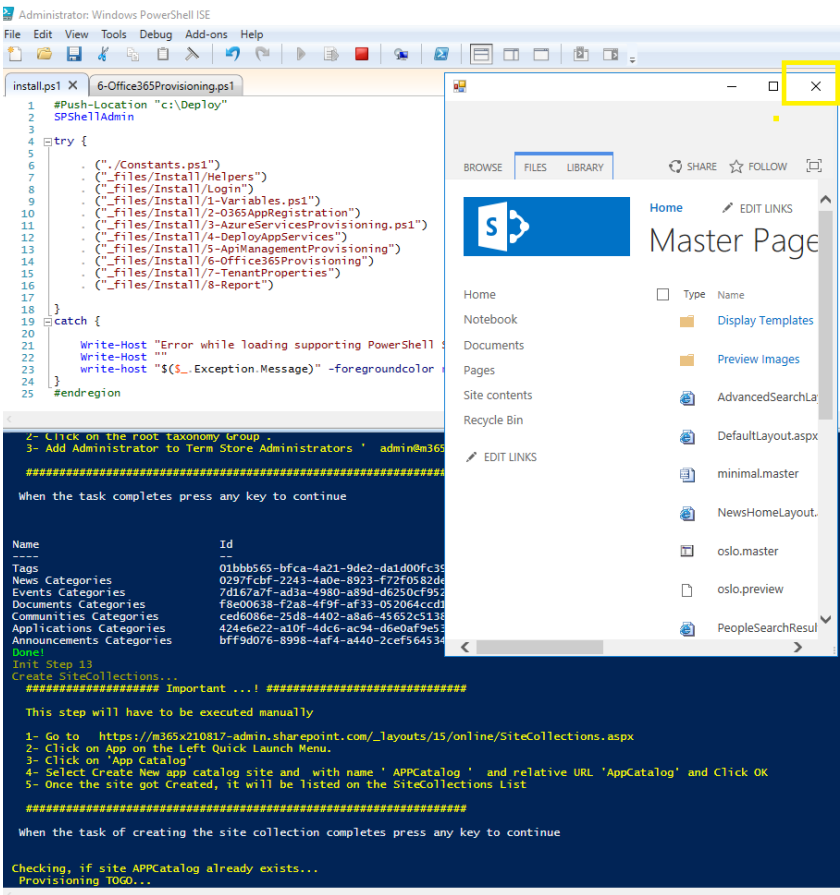 Administrator: Windows PowerShell ISE
File Edit View Tools Debug Add-ons Help
install.ps1 X 6-Office365Provisioning.ps1
1 #Push-Location "c:\Deploy"
2 SPShellAdmin
3
4 try {
5
6 . ("./Constants.ps1")
7 . ("_files/Install/Helpers")
8 . ("_files/Install/Login")
9 . ("_files/Install/1-Variables.ps1")
10 . ("_files/Install/2-O365AppRegistration")
11 . ("_files/Install/3-AzureServicesProvisioning.ps1")
12 . ("_files/Install/4-DeployAppServices")
13 . ("_files/Install/5-ApiManagementProvisioning")
14 . ("_files/Install/6-Office365Provisioning")
15 . ("_files/Install/7-TenantProperties")
16 . ("_files/Install/8-Report")
17
18 }
19 catch {
20
21 Write-Host "Error while loading supporting PowerShell S
22 Write-Host ""
23 write-host "$($_.Exception.Message)" -foregroundcolor
24 }
25 #endregion
BROWSE FILES LIBRARY SHARE FOLLOW
S
Home EDIT LINKS
Master Page
Home
Notebook
Documents
Pages
Site contents
Recycle Bin
EDIT LINKS
Type Name
Display Templates
Preview Images
AdvancedSearchLa
DefaultLayout.aspx
minimal.master
NewsHomeLayout.
oslo.master
oslo.preview
PeopleSearchResul
2- Click on the root taxonomy Group .
3- Add Administrator to Term Store Administrators ' admin@m365
###############################################################
When the task completes press any key to continue
Name Id
---- --
Tags 01bbb565-bfca-4a21-9de2-da1d00fc39
News Categories 0297fcbf-2243-4a0e-8923-f72f0582de
Events Categories 7d167a7f-ad3a-4980-a89d-d6250cf952
Documents Categories f8e00638-f2a8-4f9f-af33-052064ccd1
Communities Categories ced6086e-25d8-4402-a8a6-45652c5138
Applications Categories 424e6e22-a10f-4dc6-ac94-d6e0af9e53
Announcements Categories bff9d076-8998-4af4-a440-2cef564534
Done!
Init Step 13
Create SiteCollections...
#################### Important ...! ##############################
This step will have to be executed manually
1- Go to https://m365x210817-admin.sharepoint.com/_layouts/15/online/SiteCollections.aspx
2- Click on App on the Left Quick Launch Menu.
3- Click on 'App Catalog'
4- Select Create New app catalog site and with name ' APPCatalog ' and relative URL 'AppCatalog' and Click OK
5- Once the site got Created, it will be listed on the SiteCollections List
##################################################################
When the task of creating the site collection completes press any key to continue
Checking, if site APPCatalog already exists...
Provisioning TOGO...